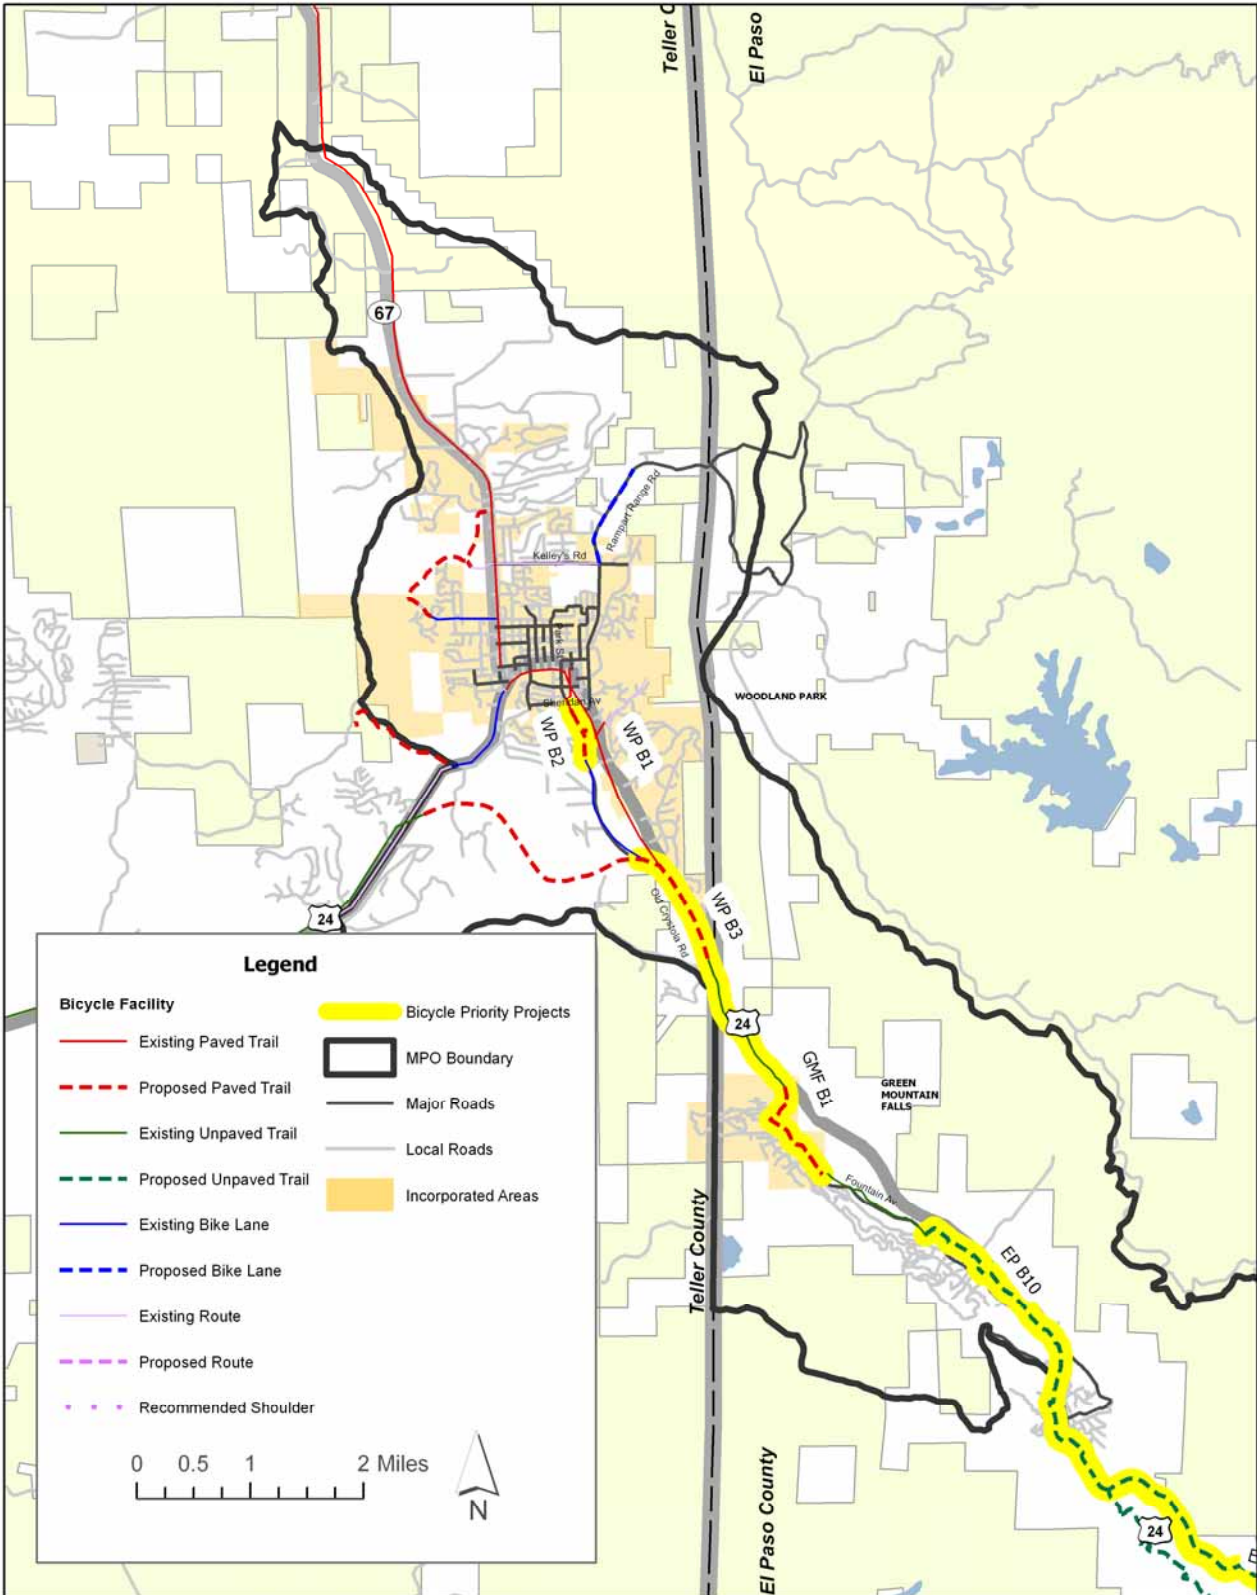 Teller C
El Paso
67
Rampart Range Rd
Kelley's Rd
Park St
Sheridan Av
WOODLAND PARK
WP B2
WP B1
24
Old Crystola Rd
WP B3
24
GMF B1
GREEN
MOUNTAIN
FALLS
Fountain Av
Teller County
EP B10
El Paso County
24
E
Legend
Bicycle Facility
Existing Paved Trail
Proposed Paved Trail
Existing Unpaved Trail
Proposed Unpaved Trail
Existing Bike Lane
Proposed Bike Lane
Existing Route
Proposed Route
Recommended Shoulder
Bicycle Priority Projects
MPO Boundary
Major Roads
Local Roads
Incorporated Areas
0 0.5 1 2 Miles
N